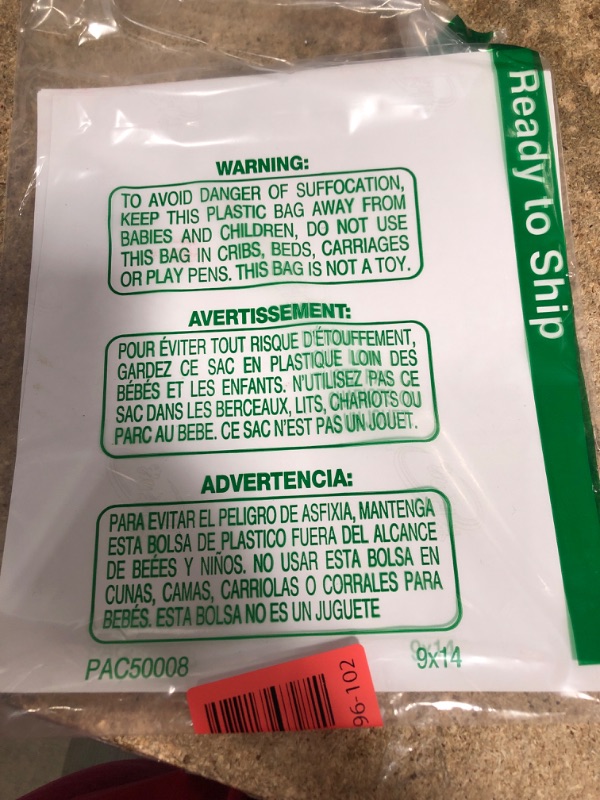 Ready to Ship
WARNING:
TO AVOID DANGER OF SUFFOCATION,
KEEP THIS PLASTIC BAG AWAY FROM
BABIES AND CHILDREN, DO NOT USE
THIS BAG IN CRIBS, BEDS, CARRIAGES
OR PLAY PENS. THIS BAG IS NOT A TOY.
AVERTISSEMENT:
POUR ÉVITER TOUT RISQUE D'ÉTOUFFEMENT,
GARDEZ CE SAC EN PLASTIQUE LOIN DES
BÉBÉS ET LES ENFANTS. N'UTILISEZ PAS CE
SAC DANS LES BERCEAUX, LITS, CHARIOTS OU
PARC AU BEBE. CE SAC N'EST PAS UN JOUET.
ADVERTENCIA:
PARA EVITAR EL PELIGRO DE ASFIXIA, MANTENGA
ESTA BOLSA DE PLASTICO FUERA DEL ALCANCE
DE BEÉES Y NIÑOS. NO USAR ESTA BOLSA EN
CUNAS, CAMAS, CARRIOLAS O CORRALES PARA
BEBÉS. ESTA BOLSA NO ES UN JUGUETE
PAC50008
9x14
96-102